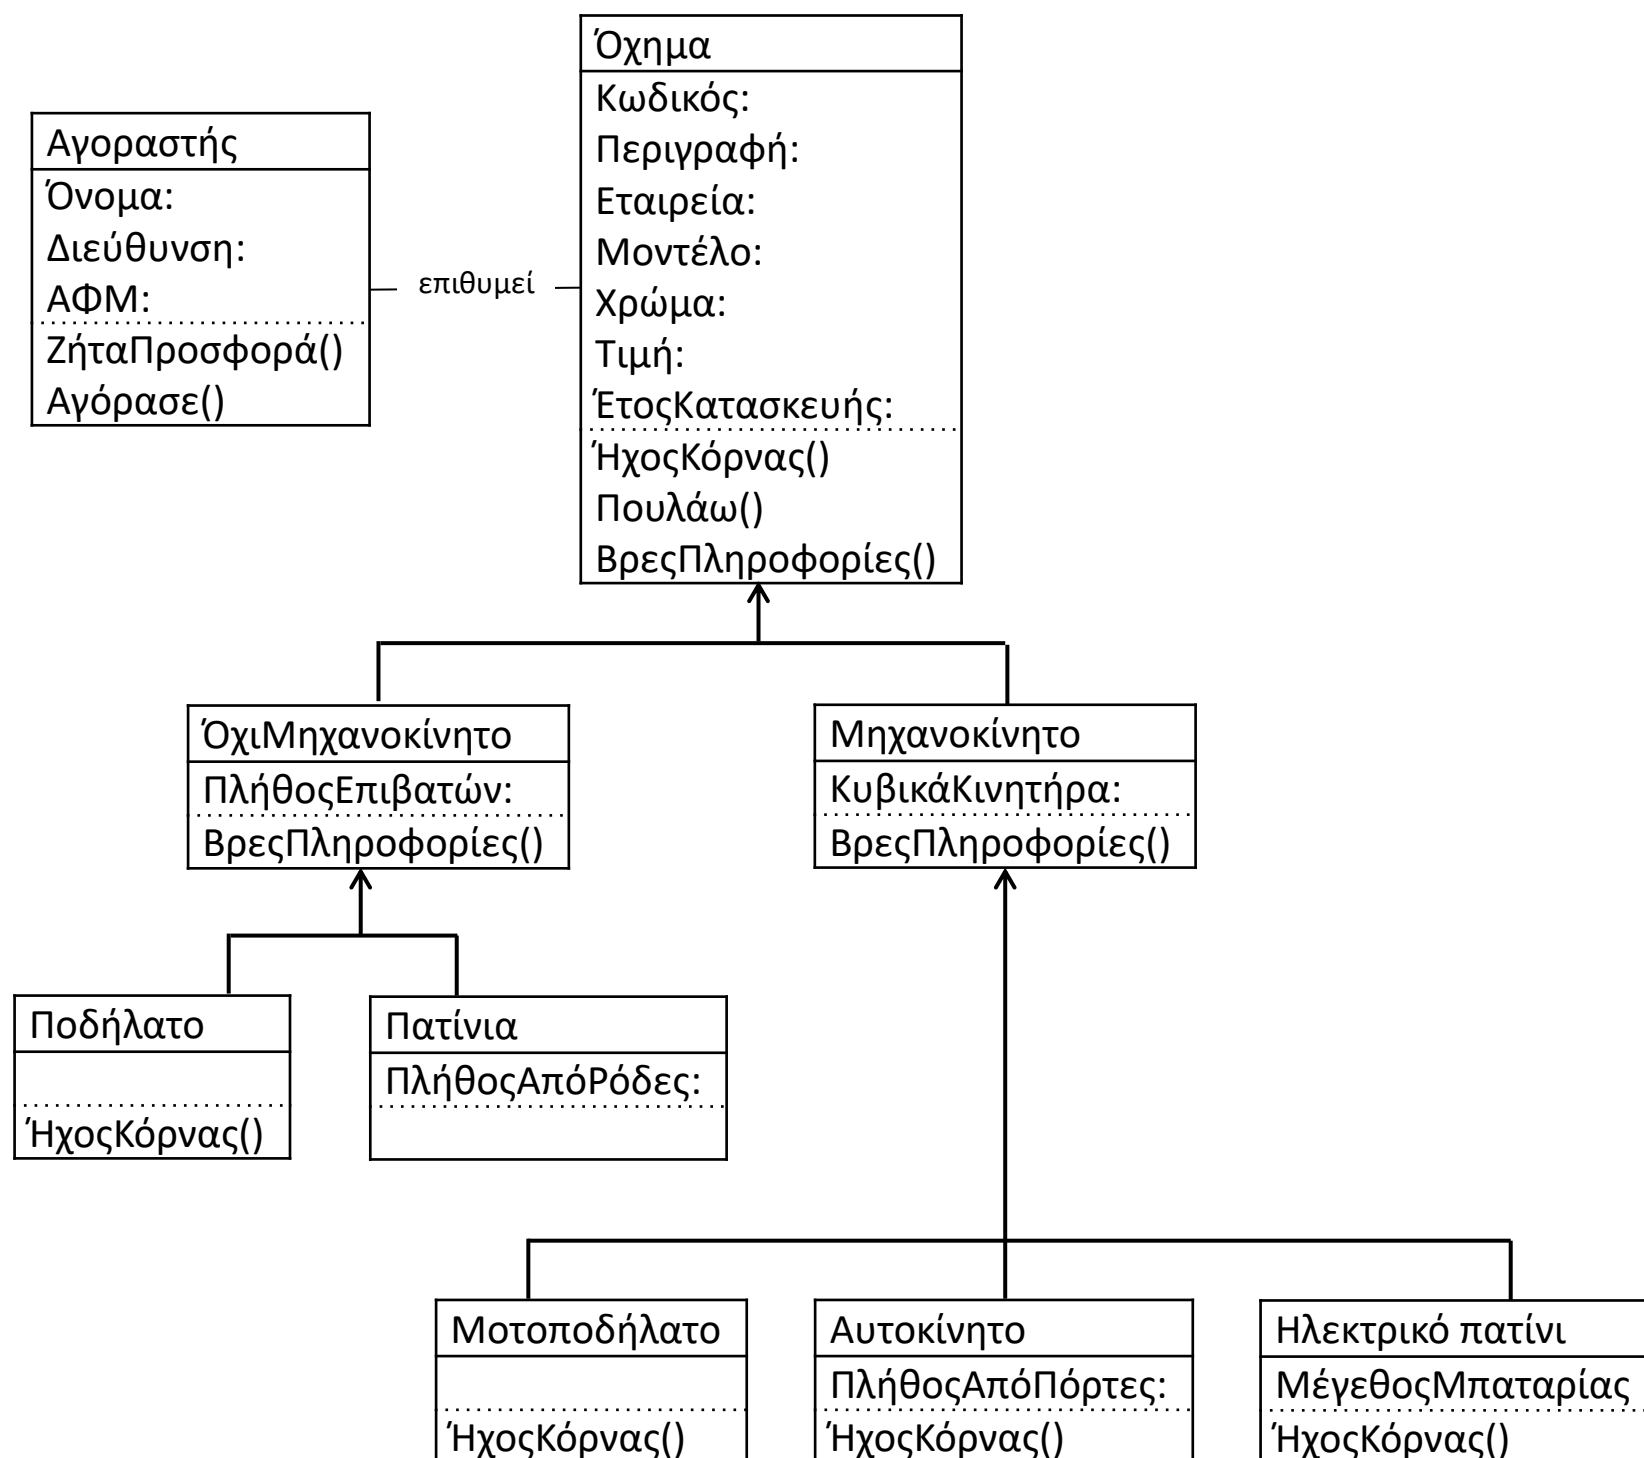 Όχημα
Κωδικός:
Περιγραφή:
Εταιρεία:
Μοντέλο:
Χρώμα:
Τιμή:
ΈτοςΚατασκευής:
ΉχοςΚόρνας()
Πουλάω()
ΒρεςΠληροφορίες()
Αγοραστής
Όνομα:
Διεύθυνση:
ΑΦΜ:
ΖήταΠροσφορά()
Αγόρασε()
επιθυμεί
ΌχιΜηχανοκίνητο
ΠλήθοςΕπιβατών:
ΒρεςΠληροφορίες()
Μηχανοκίνητο
ΚυβικάΚινητήρα:
ΒρεςΠληροφορίες()
Ποδήλατο
ΉχοςΚόρνας()
Πατίνια
ΠλήθοςΑπόΡόδες:
Μοτοποδήλατο
ΉχοςΚόρνας()
Αυτοκίνητο
ΠλήθοςΑπόΠόρτες:
ΉχοςΚόρνας()
Ηλεκτρικό πατίνι
ΜέγεθοςΜπαταρίας
ΉχοςΚόρνας()